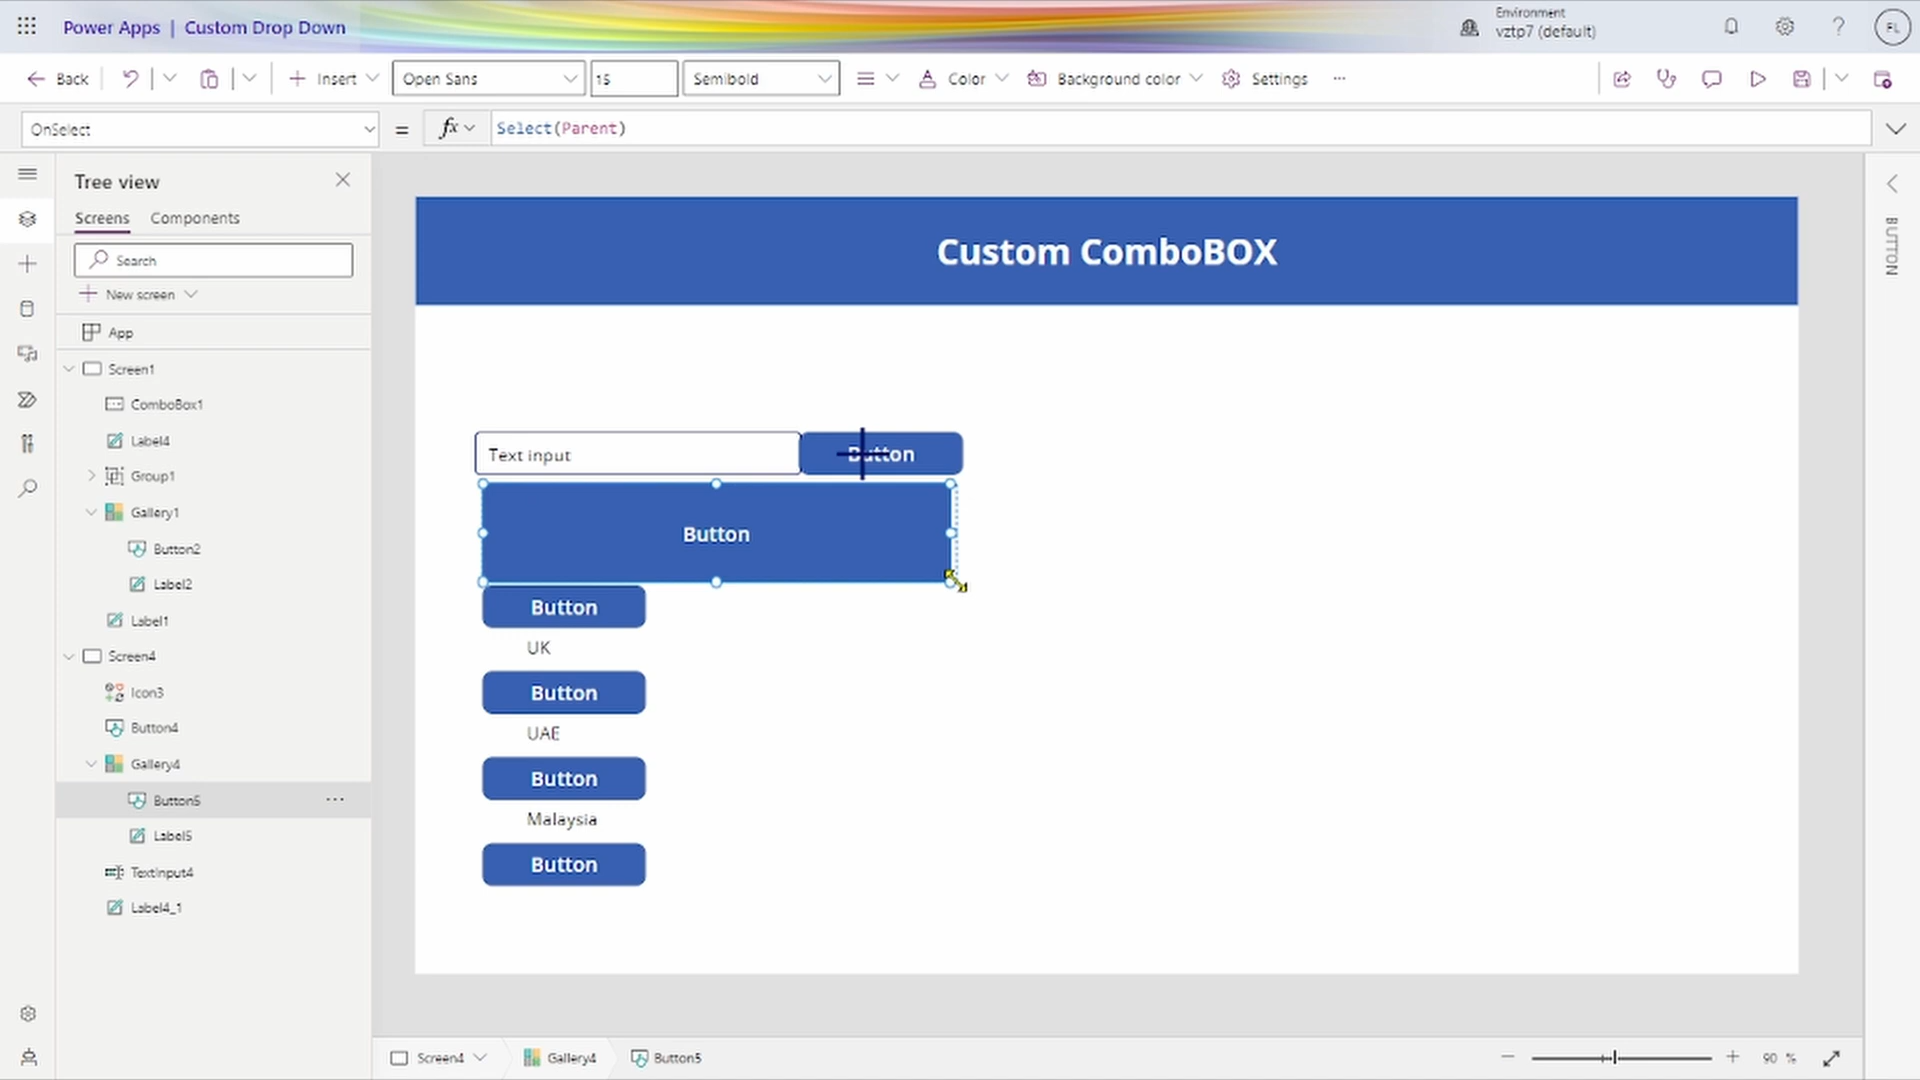 Power Apps | Custom Drop Down
Environment
vztp7 (default)
FL
Back
Insert
Open Sans
15
Semibold
Color
Background color
Settings
OnSelect
=
fx
Select(Parent)
Tree view
Screens
Components
Search
New screen
App
Screen1
ComboBox1
Label4
Group1
Gallery1
Button2
Label2
Label1
Screen4
Icon3
Button4
Gallery4
Button5
Label5
TextInput4
Label4_1
Custom ComboBOX
Text input
Button
Button
Button
UK
Button
UAE
Button
Malaysia
Button
BUTTON
Screen4
Gallery4
Button5
90 %